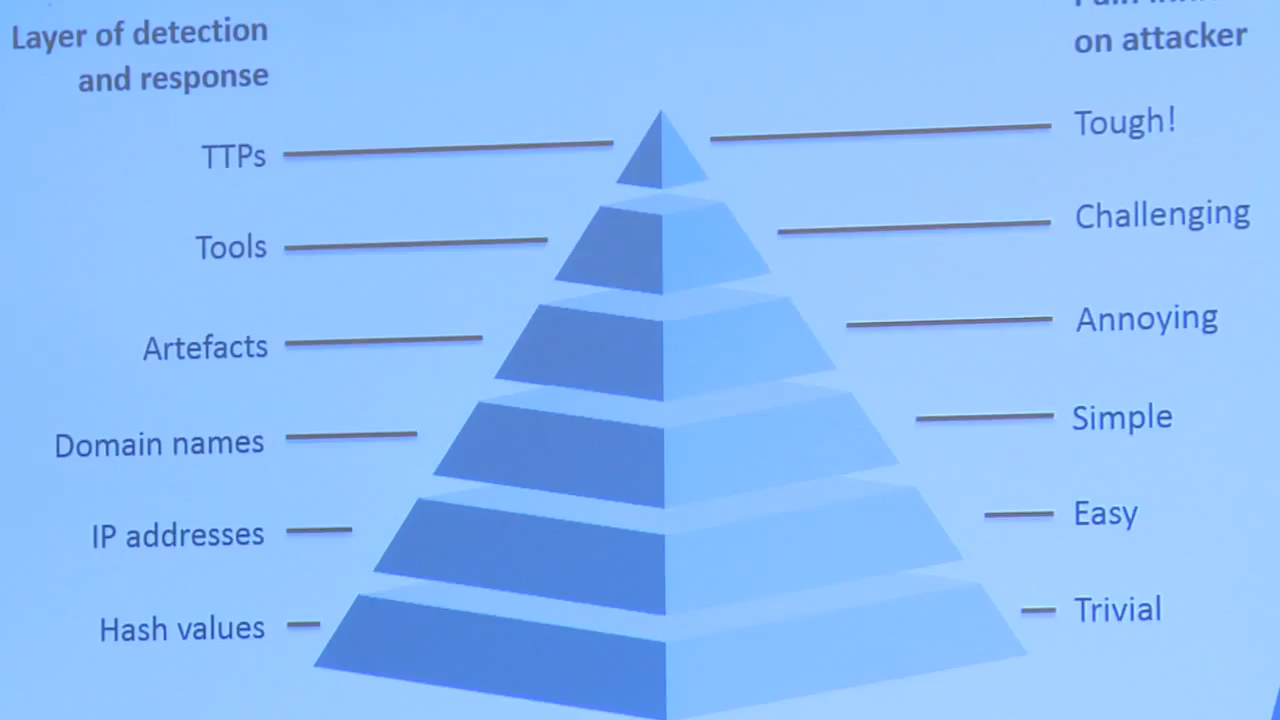 Layer of detection
and response
on attacker
TTPs
Tough!
Tools
Challenging
Artefacts
Annoying
Domain names
Simple
IP addresses
Easy
Hash values
Trivial